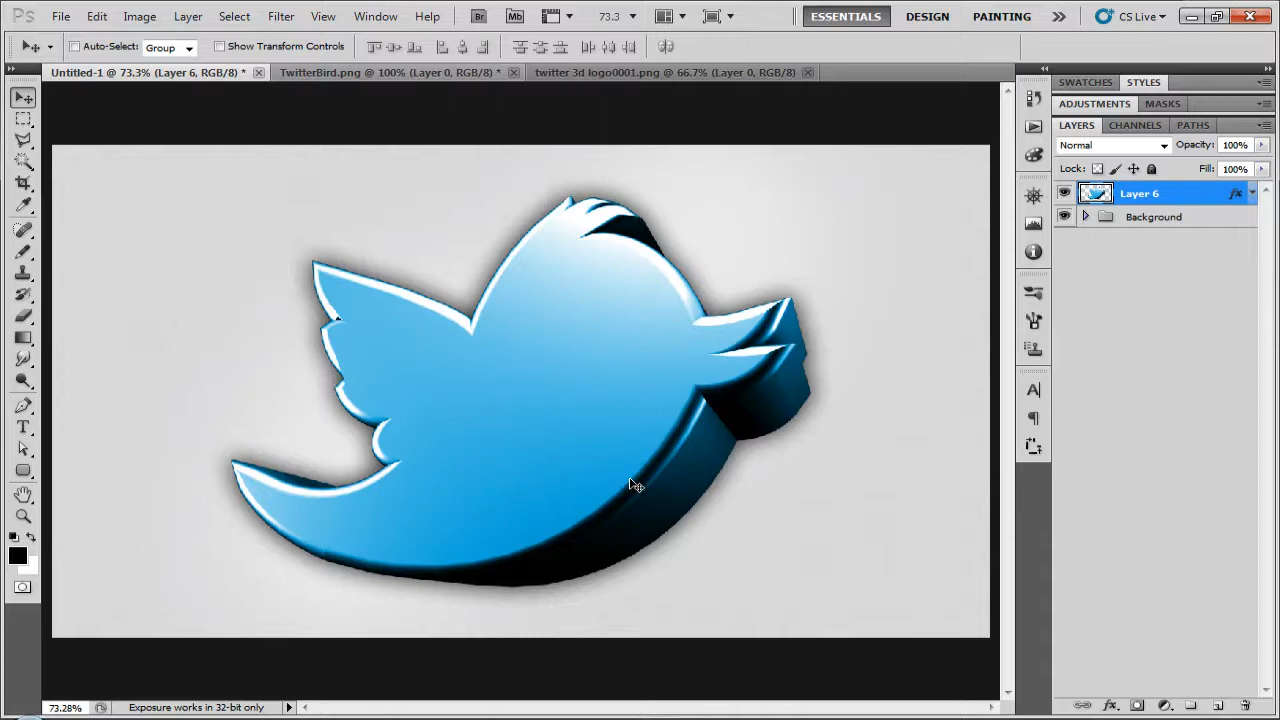 Ps File Edit Image Layer Select Filter Analysis View Window Help Br Mb 73.3 ESSENTIALS DESIGN PAINTING CS Live
Auto-Select: Group Show Transform Controls
Untitled-1 @ 73.3% (Layer 6, RGB/8) * TwitterBird.png @ 100% (Layer 0, RGB/8) * twitter 3d logo0001.png @ 66.7% (Layer 0, RGB/8)
SWATCHES STYLES
ADJUSTMENTS MASKS
LAYERS CHANNELS PATHS
Normal Opacity: 100%
Lock: Fill: 100%
Layer 6 fx
Background
73.28% Exposure works in 32-bit only